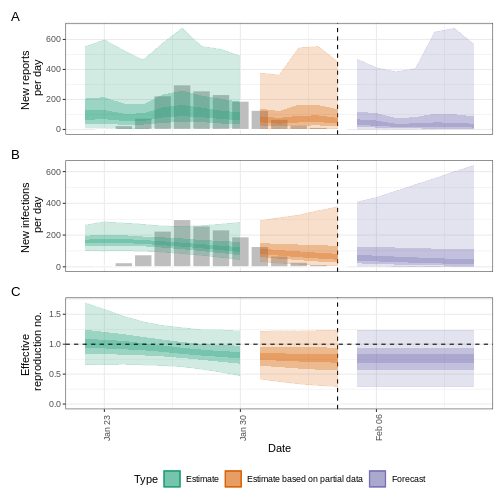 A
New reports
per day
600
400
200
0
B
New infections
per day
600
400
200
0
C
Effective
reproduction no.
1.5
1.0
0.5
0.0
Jan 23
Jan 30
Feb 06
Date
Type
Estimate
Estimate based on partial data
Forecast